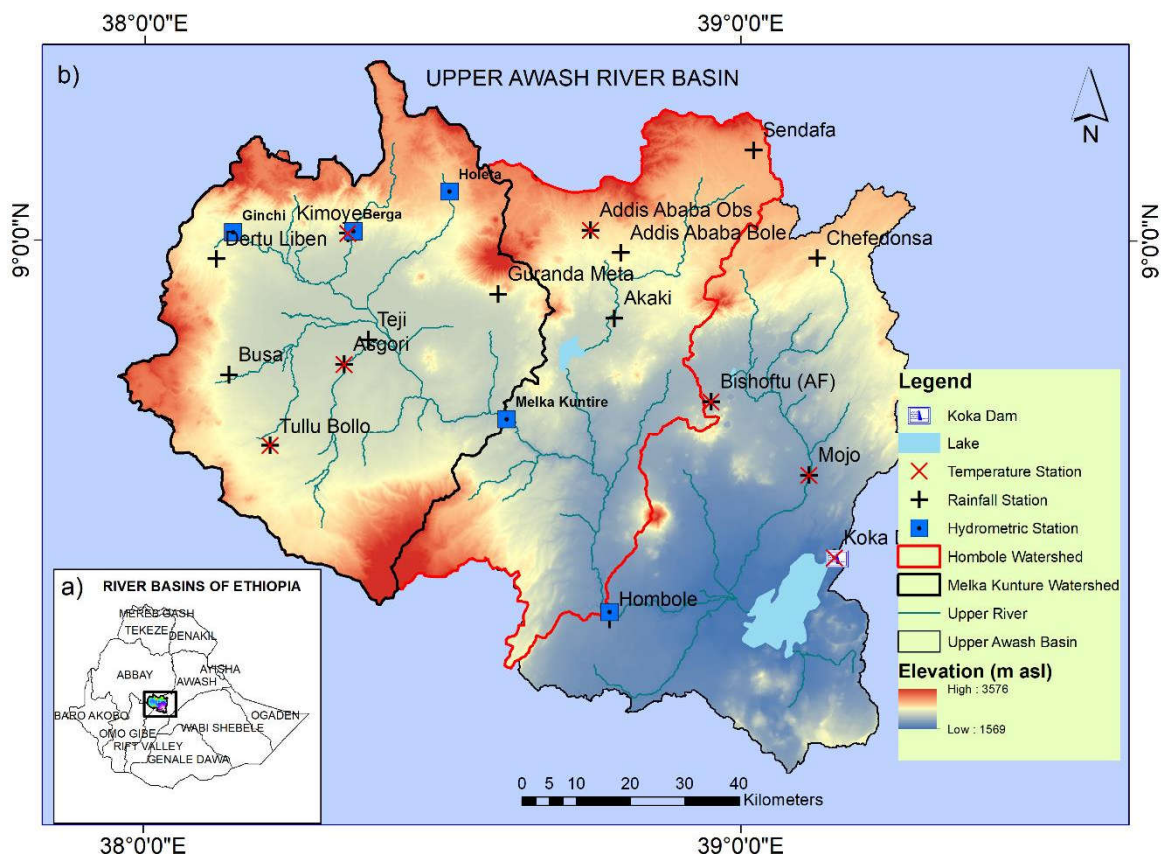 38°0'0"E
39°0'0"E
b)
UPPER AWASH RIVER BASIN
N
Sendafa
Holeta
Ginchi
Kimoye
Berga
Addis Ababa Obs
9°0'0"N
9°0'0"N
Dertu Liben
Addis Ababa Bole
Chefedonsa
Guranda Meta
Akaki
Teji
Busa
Asgori
Bishoftu (AF)
Melka Kuntire
Tullu Bollo
Mojo
Koka D
Hombole
Legend
Koka Dam
Lake
Temperature Station
Rainfall Station
Hydrometric Station
Hombole Watershed
Melka Kunture Watershed
Upper River
Upper Awash Basin
Elevation (m asl)
High : 3576
Low : 1569
a)
RIVER BASINS OF ETHIOPIA
MEREB GASH
TEKEZE
DENAKIL
ABBAY
AYISHA
AWASH
BARO AKOBO
OGADEN
WABI SHEBELE
OMO GIBE
RIFT VALLEY
GENALE DAWA
0 5 10 20 30 40
Kilometers
38°0'0"E
39°0'0"E